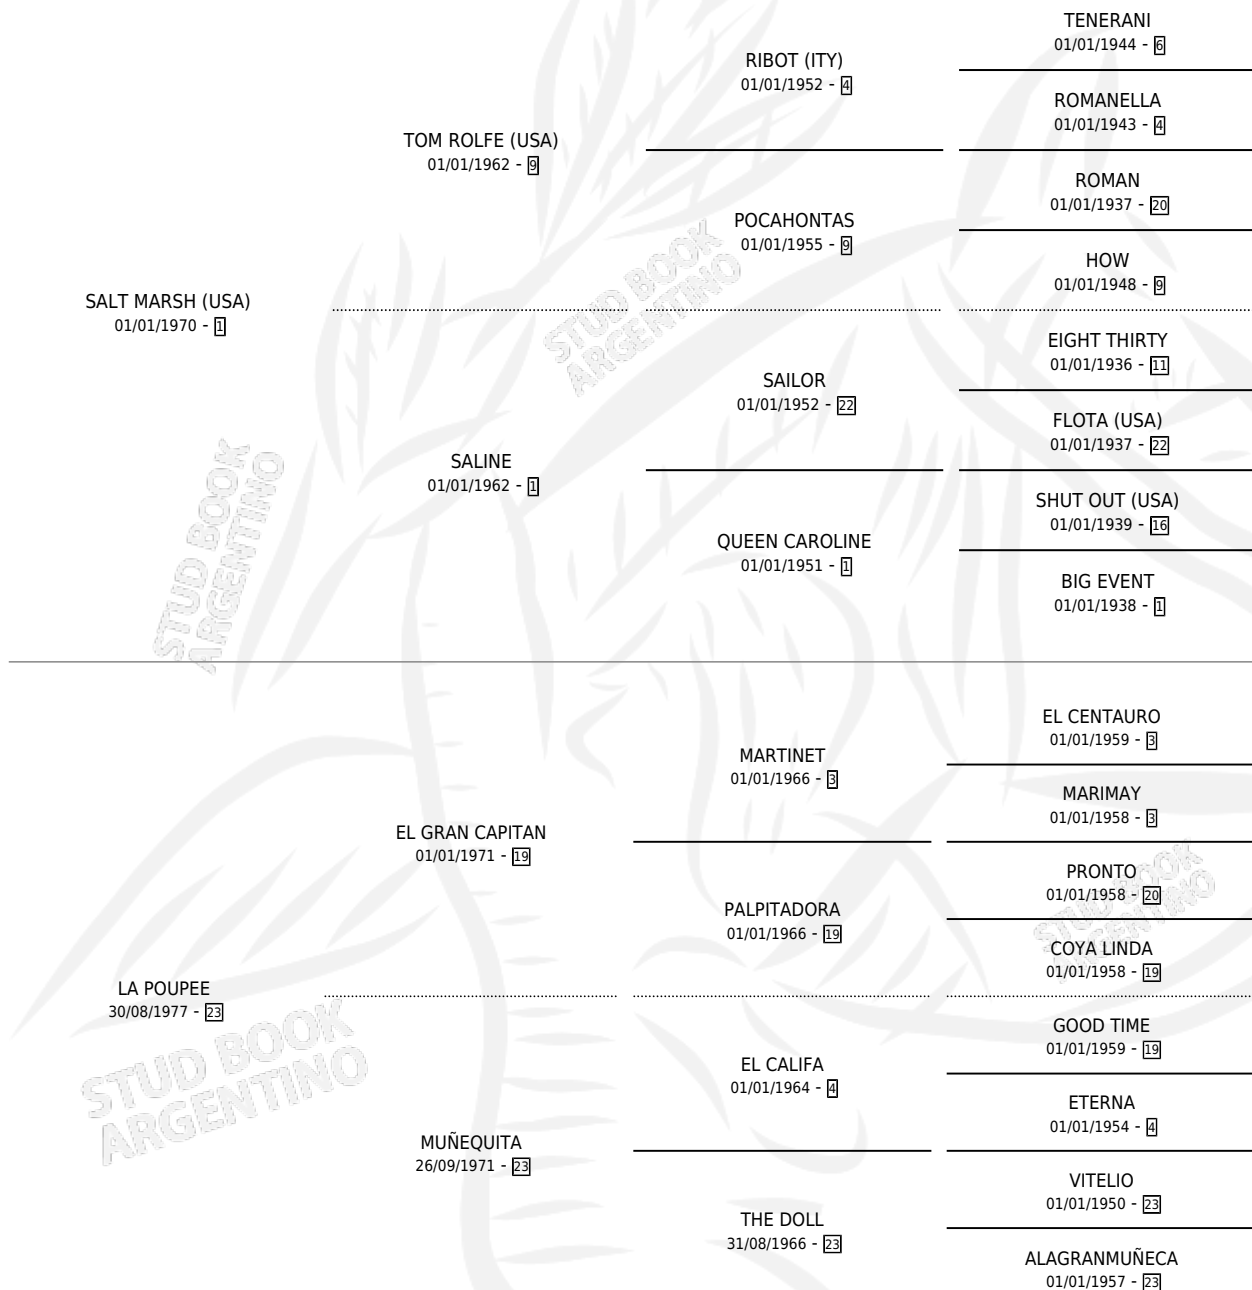 TENERANI
01/01/1944 - 6
RIBOT (ITY)
01/01/1952 - 4
ROMANELLA
01/01/1943 - 4
TOM ROLFE (USA)
01/01/1962 - 9
ROMAN
01/01/1937 - 20
POCAHONTAS
01/01/1955 - 9
HOW
01/01/1948 - 9
SALT MARSH (USA)
01/01/1970 - 1
EIGHT THIRTY
01/01/1936 - 11
SAILOR
01/01/1952 - 22
FLOTA (USA)
01/01/1937 - 22
SALINE
01/01/1962 - 1
SHUT OUT (USA)
01/01/1939 - 16
QUEEN CAROLINE
01/01/1951 - 1
BIG EVENT
01/01/1938 - 1
EL CENTAURO
01/01/1959 - 3
MARTINET
01/01/1966 - 3
MARIMAY
01/01/1958 - 3
EL GRAN CAPITAN
01/01/1971 - 19
PRONTO
01/01/1958 - 20
PALPITADORA
01/01/1966 - 19
COYA LINDA
01/01/1958 - 19
LA POUPEE
30/08/1977 - 23
GOOD TIME
01/01/1959 - 19
EL CALIFA
01/01/1964 - 4
ETERNA
01/01/1954 - 4
MUÑEQUITA
26/09/1971 - 23
VITELIO
01/01/1950 - 23
THE DOLL
31/08/1966 - 23
ALAGRANMUÑECA
01/01/1957 - 23
STUD BOOK
ARGENTINO
STUD BOOK
ARGENTINO
STUD BOOK
ARGENTINO
STUD BOOK
ARGENTINO